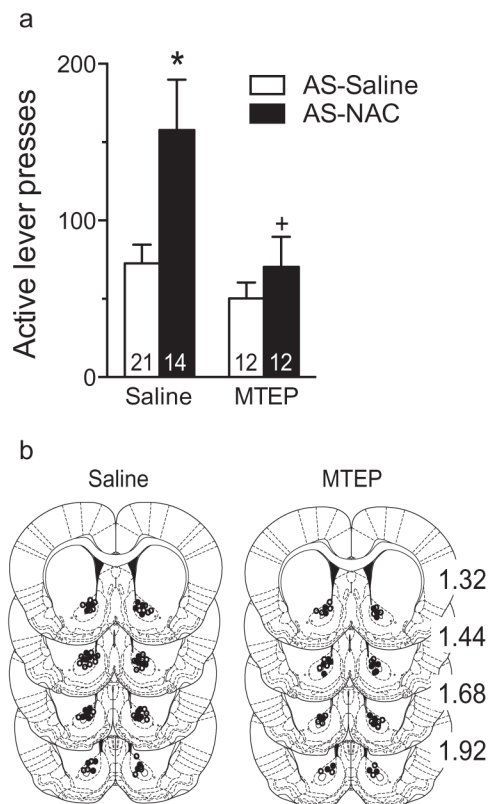 a
Active lever presses
200
100
0
*
+
AS-Saline
AS-NAC
21 14 12 12
Saline MTEP
b
Saline MTEP
1.32
1.44
1.68
1.92